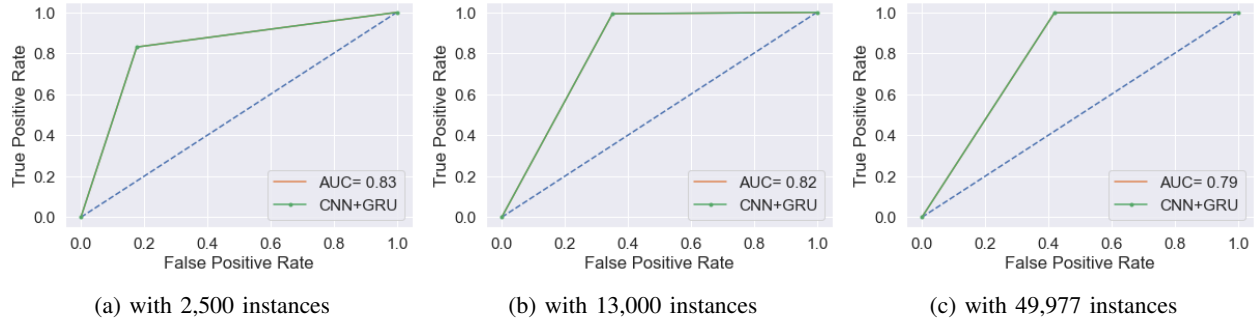 1.0
0.8
0.6
0.4
0.2
0.0
True Positive Rate
AUC= 0.83
CNN+GRU
0.0 0.2 0.4 0.6 0.8 1.0
False Positive Rate
(a) with 2,500 instances
1.0
0.8
0.6
0.4
0.2
0.0
True Positive Rate
AUC= 0.82
CNN+GRU
0.0 0.2 0.4 0.6 0.8 1.0
False Positive Rate
(b) with 13,000 instances
1.0
0.8
0.6
0.4
0.2
0.0
True Positive Rate
AUC= 0.79
CNN+GRU
0.0 0.2 0.4 0.6 0.8 1.0
False Positive Rate
(c) with 49,977 instances